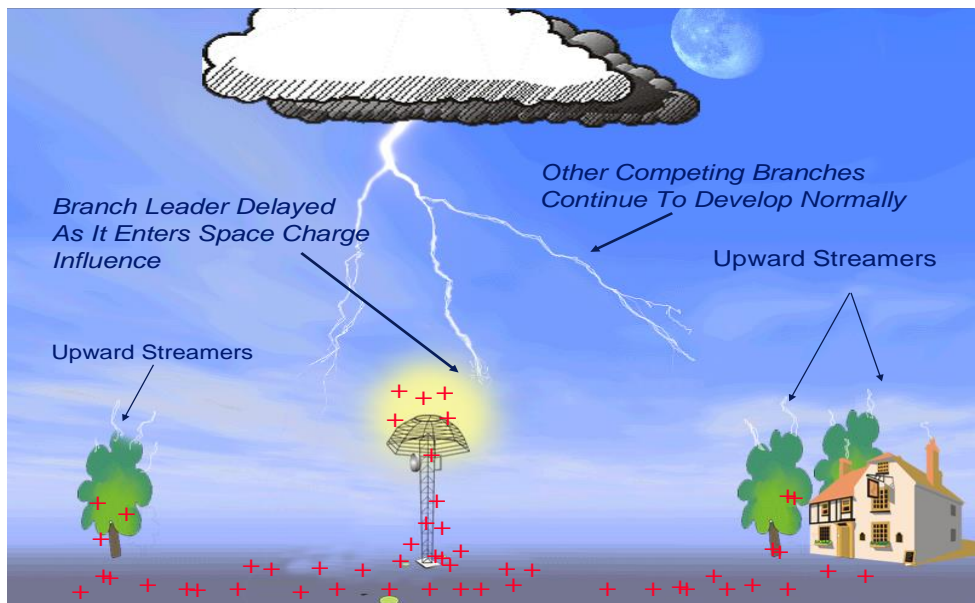 Other Competing Branches
Continue To Develop Normally
Branch Leader Delayed
As It Enters Space Charge
Influence
Upward Streamers
Upward Streamers